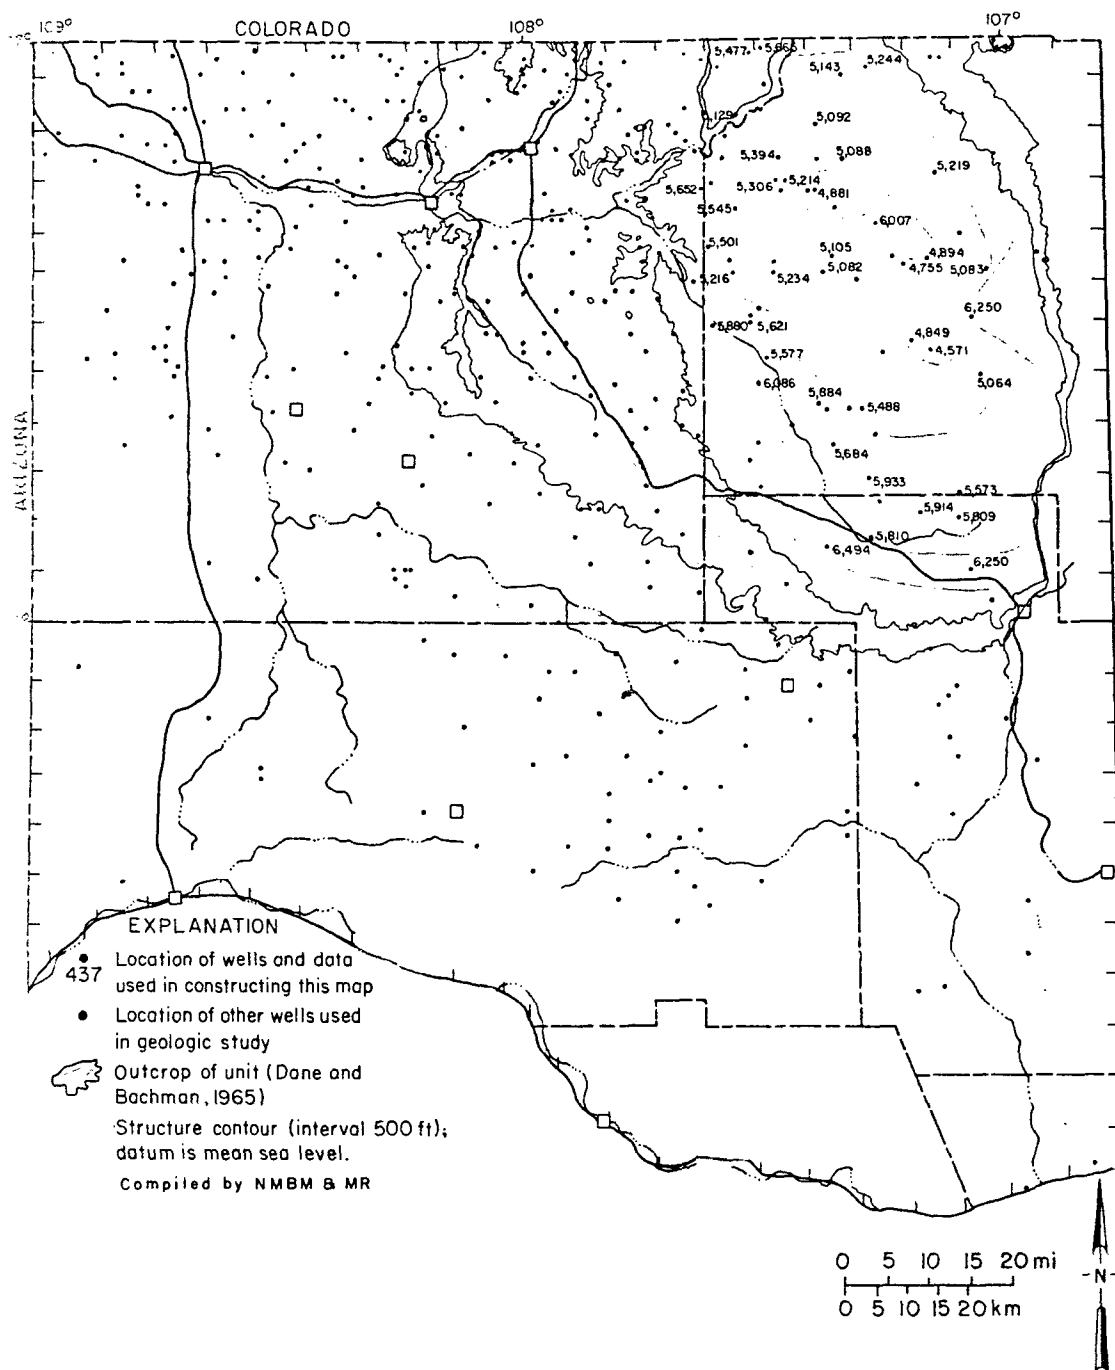 109°
COLORADO
108°
107°
5,477
5,143
5,244
5,092
5,394
5,088
5,219
5,652
5,306
5,214
4,881
5,545
6,007
5,501
5,105
4,894
5,216
5,234
5,082
4,755
5,083
6,250
5,880
5,621
4,849
5,577
4,571
6,086
5,064
5,884
5,488
ARIZONA
5,684
5,933
5,573
5,914
5,809
5,810
6,494
6,250
EXPLANATION
437
Location of wells and data
used in constructing this map
Location of other wells used
in geologic study
Outcrop of unit (Dane and
Bachman, 1965)
Structure contour (interval 500 ft);
datum is mean sea level.
Compiled by NMBM & MR
0 5 10 15 20 mi
0 5 10 15 20 km
N